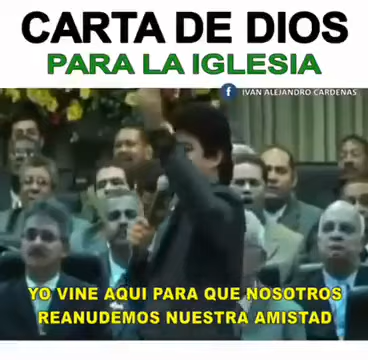 CARTA DE DIOS
PARA LA IGLESIA
f IVAN ALEJANDRO CARDENAS
YO VINE AQUI PARA QUE NOSOTROS
REANUDEMOS NUESTRA AMISTAD